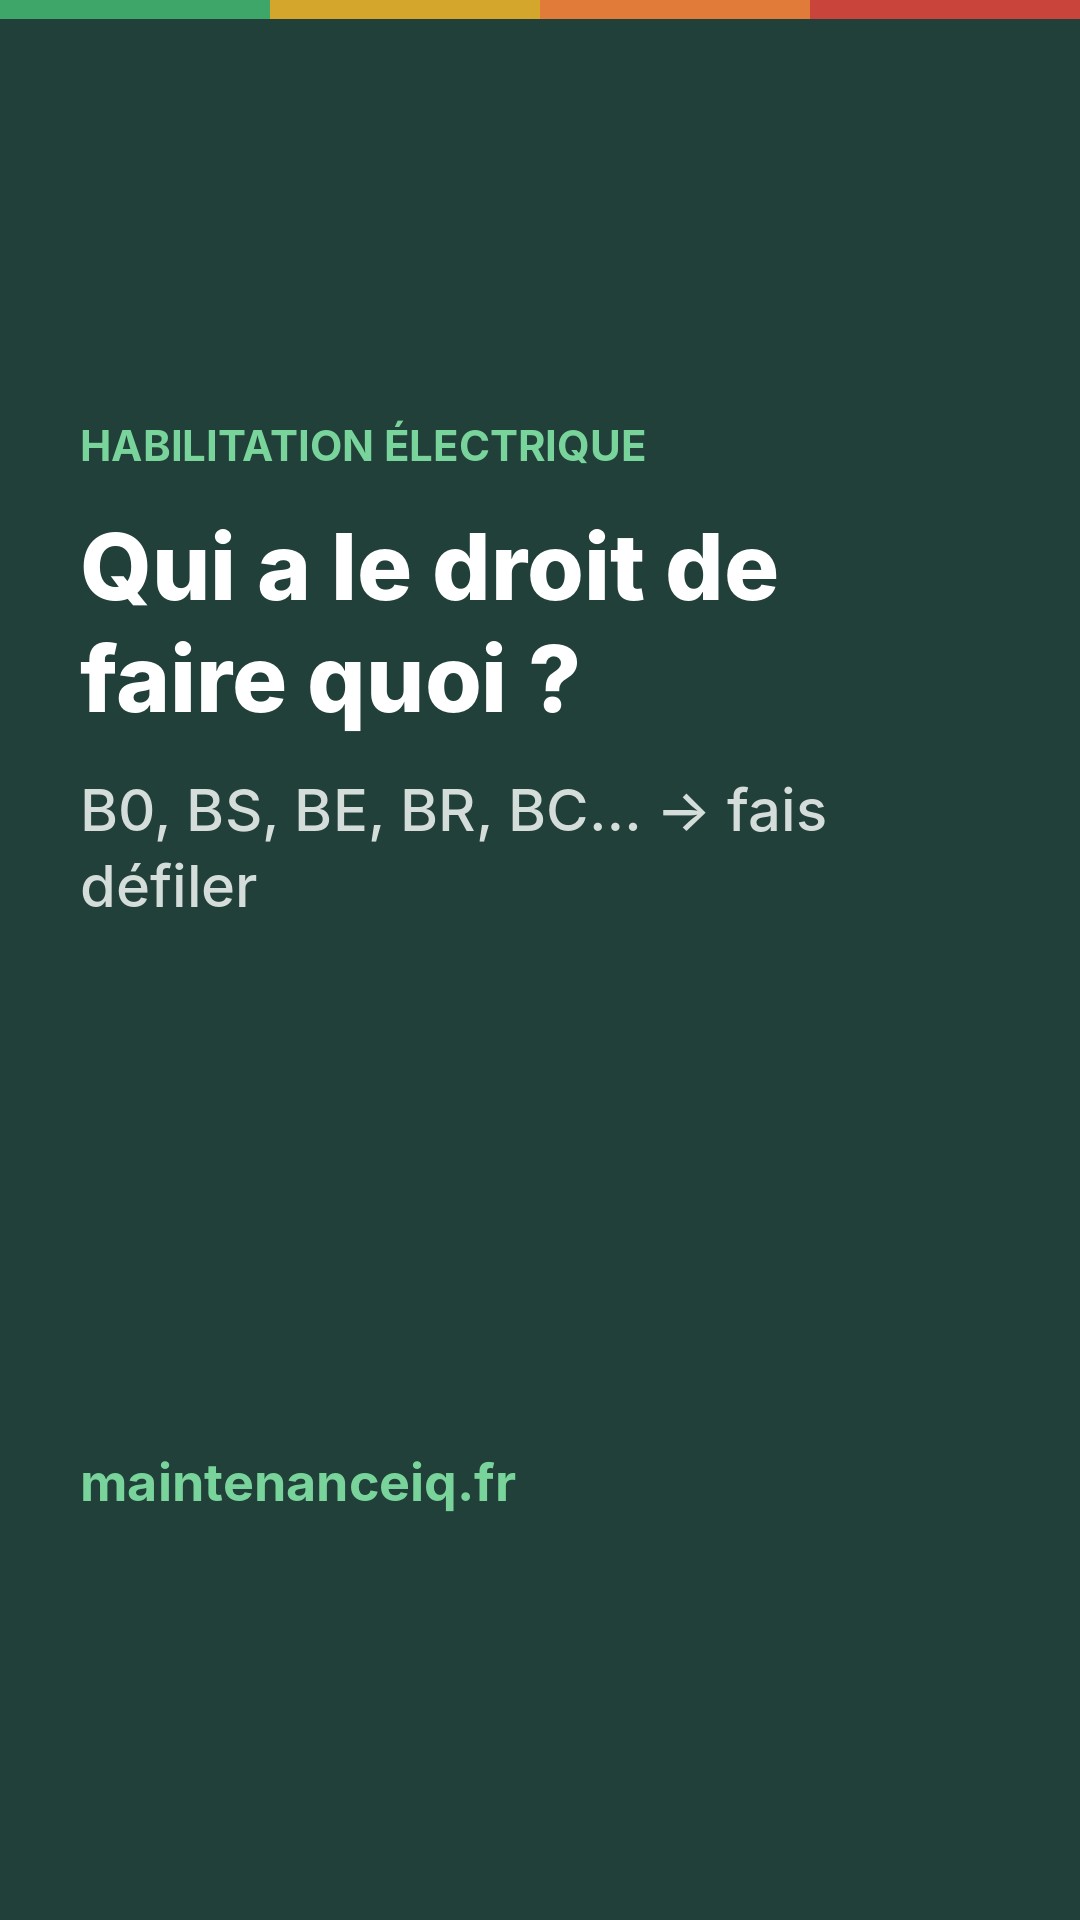 HABILITATION ÉLECTRIQUE
Qui a le droit de
faire quoi ?
B0, BS, BE, BR, BC… → fais
défiler
maintenanceiq.fr